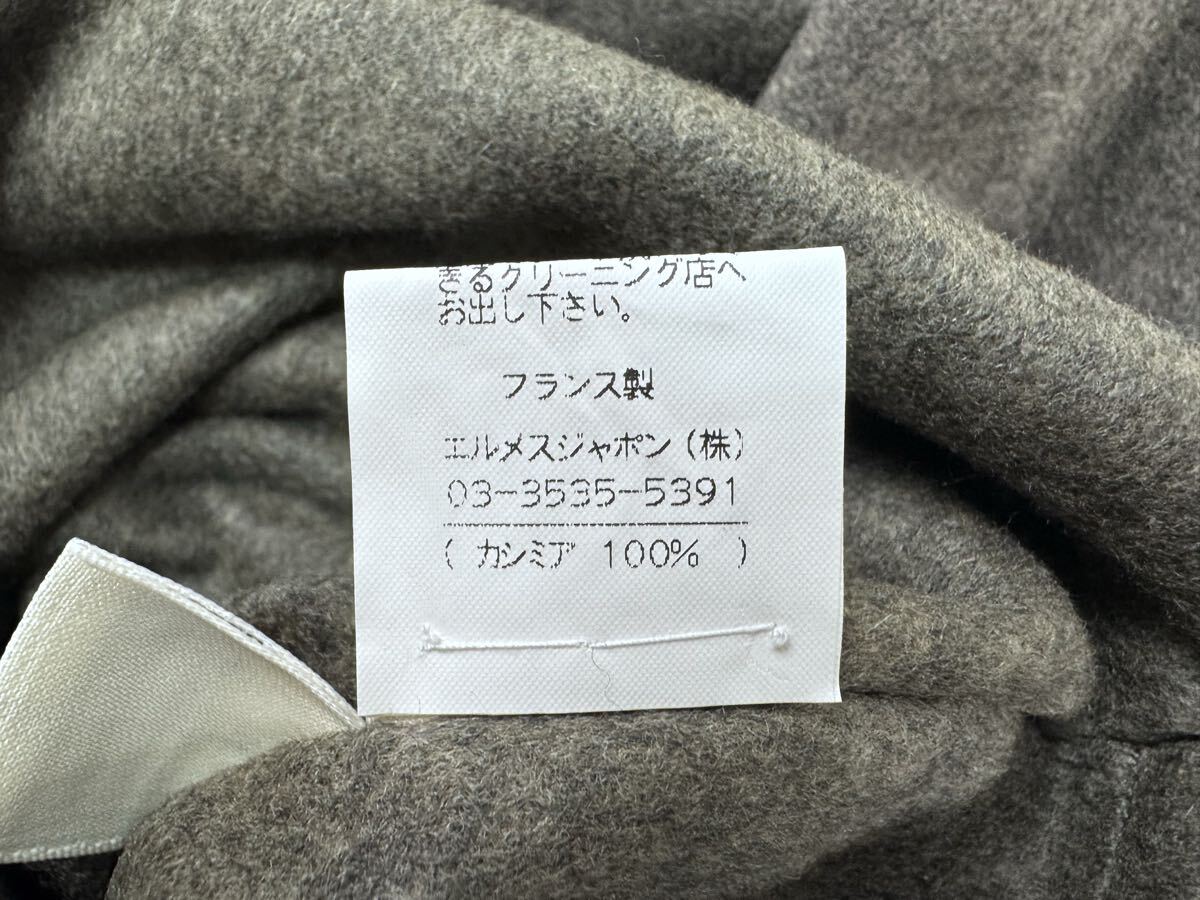 きるクリーニング店へ
お出し下さい。
フランス製
エルメスジャポン(株)
03-3535-5391
( カシミア 100% )